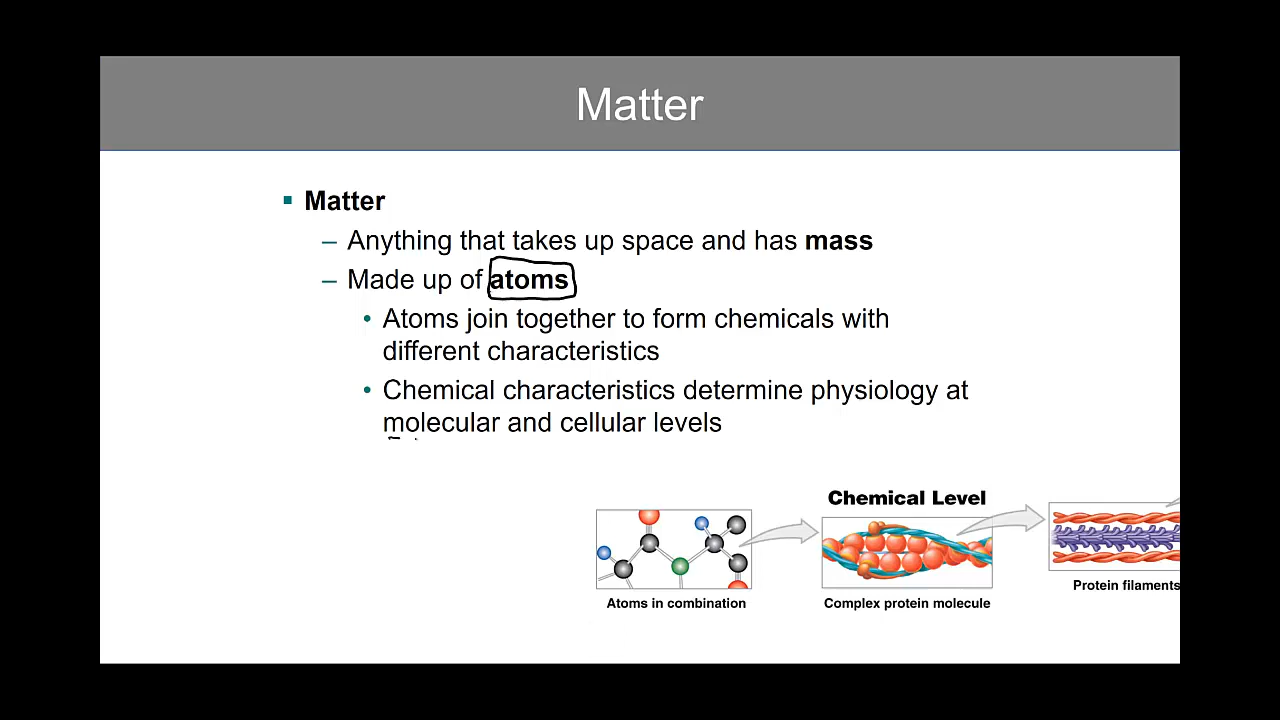 Matter
▪ Matter
– Anything that takes up space and has mass
– Made up of atoms
• Atoms join together to form chemicals with
different characteristics
• Chemical characteristics determine physiology at
molecular and cellular levels
Chemical Level
Atoms in combination
Complex protein molecule
Protein filaments